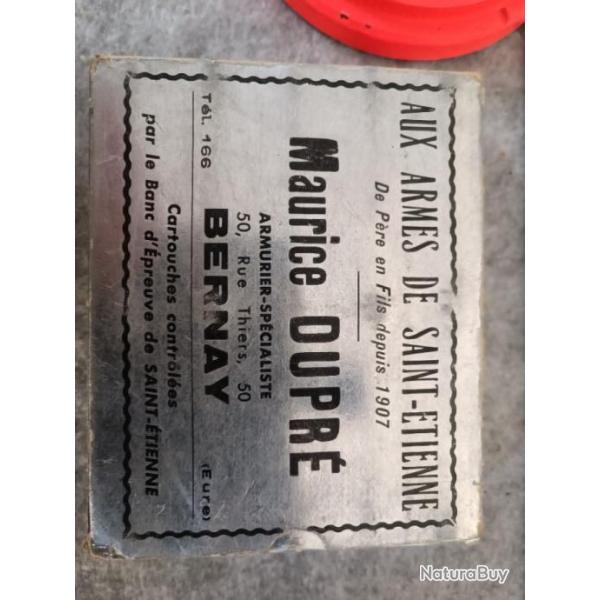 AUX ARMES DE SAINT-ETIENNE
De Père en Fils depuis 1907
Maurice DUPRÉ
ARMURIER-SPÉCIALISTE
50, Rue Thiers, 50
Tél. 466 BERNAY (Eure)
Cartouches contrôlées
par le Banc d'Épreuve de SAINT-ÉTIENNE
NaturaBuy